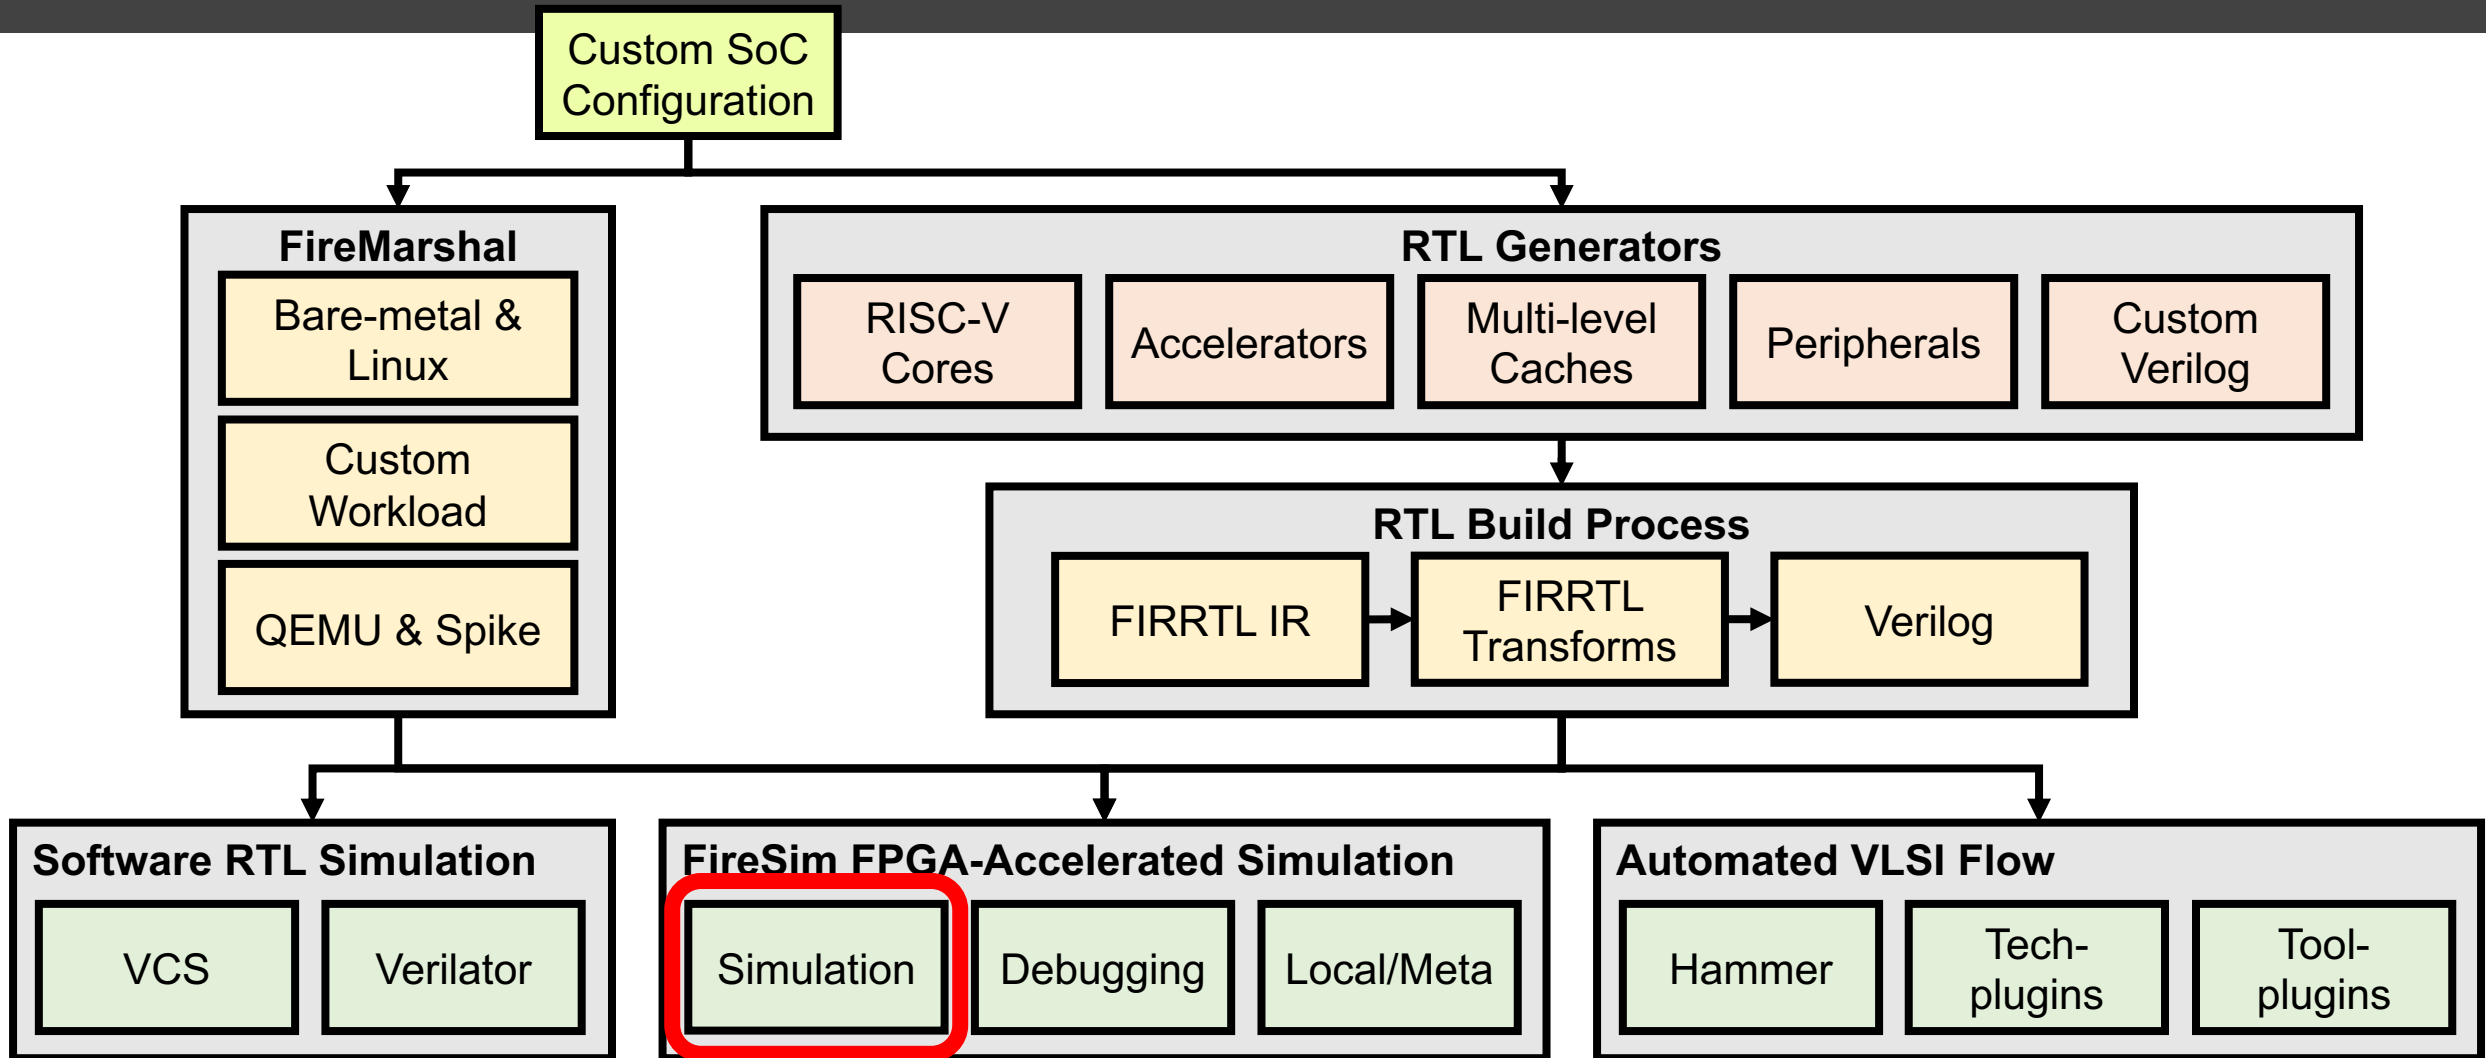 Custom SoC
Configuration
FireMarshal
Bare-metal &
Linux
Custom
Workload
QEMU & Spike
RTL Generators
RISC-V
Cores
Accelerators
Multi-level
Caches
Peripherals
Custom
Verilog
RTL Build Process
FIRRTL IR
FIRRTL
Transforms
Verilog
Software RTL Simulation
VCS
Verilator
FireSim FPGA-Accelerated Simulation
Simulation
Debugging
Local/Meta
Automated VLSI Flow
Hammer
Tech-
plugins
Tool-
plugins